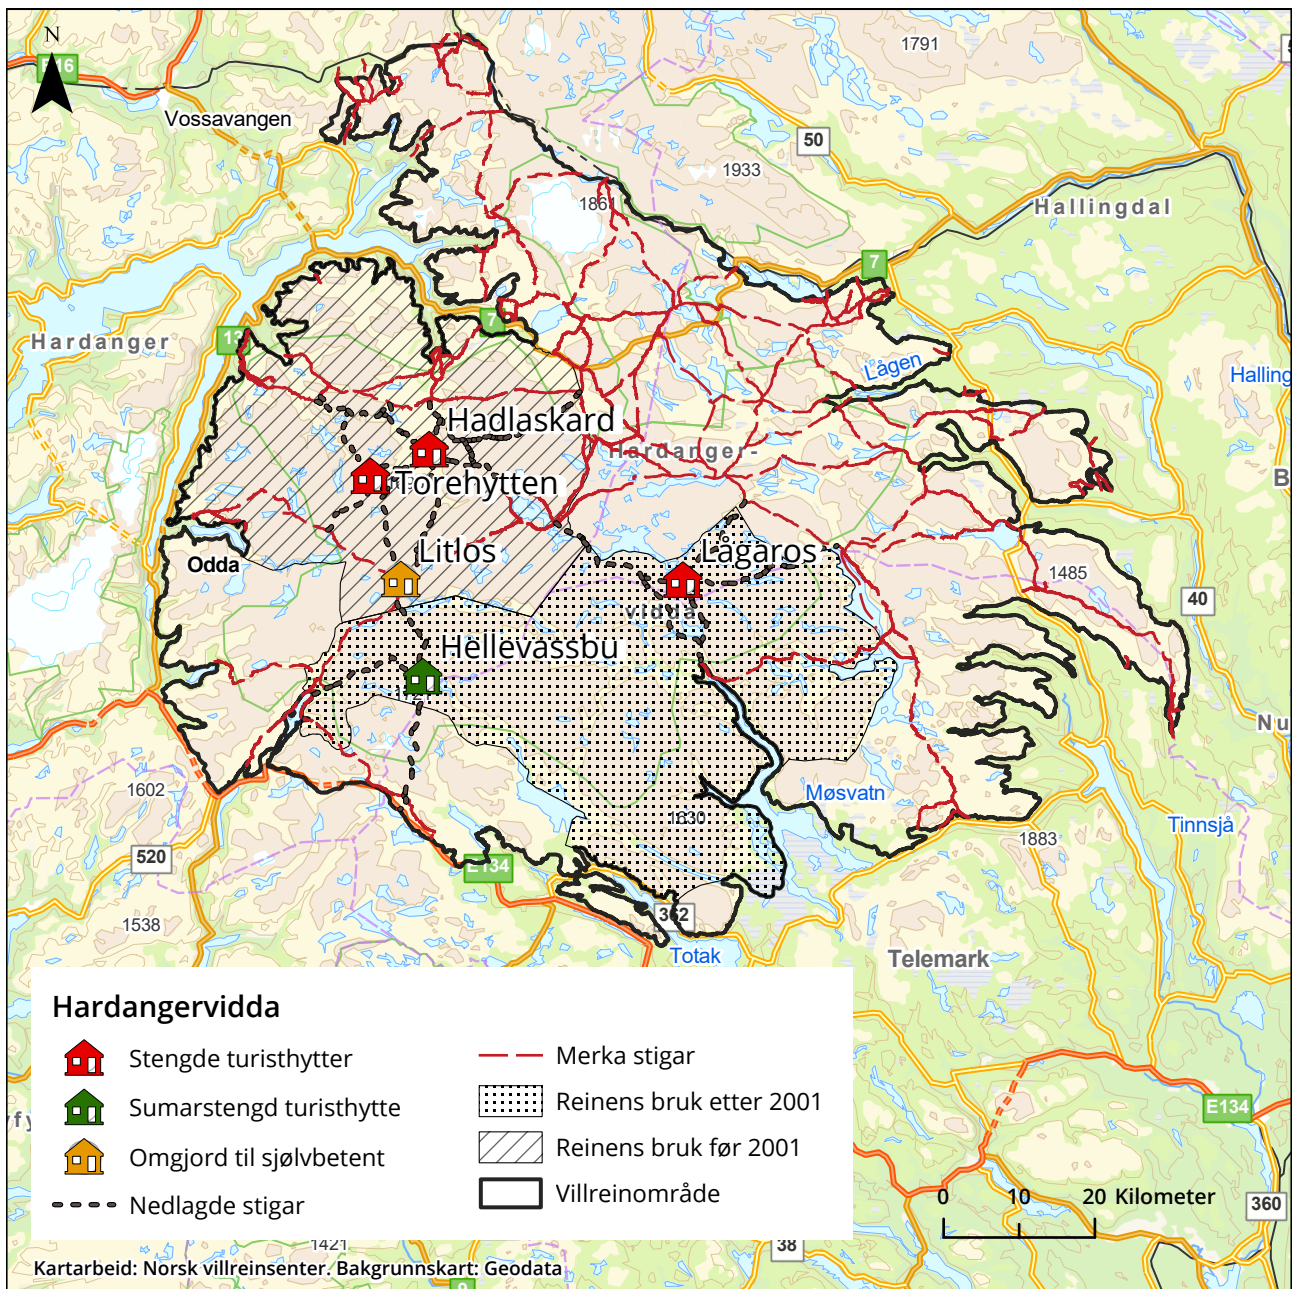 N
1791
E16
Vossavangen
50
1933
1861
Hallingdal
7
7
13
Hardanger
Lågen
Halling
Hadlaskard
Hardanger-
Torehytten
B
Litlos
Lågaros
Odda
1485
40
vidda
Hellevassbu
Nu
1602
Møsvatn
1630
Tinnsjå
1883
520
E134
362
1538
Totak
Telemark
Hardangervidda
Stengde turisthytter
Sumarstengd turisthytte
Omgjord til sjølvbetent
Nedlagde stigar
Merka stigar
Reinens bruk etter 2001
Reinens bruk før 2001
Villreinområde
E134
0 10 20 Kilometer
360
38
1421
Kartarbeid: Norsk villreinsenter. Bakgrunnskart: Geodata
9